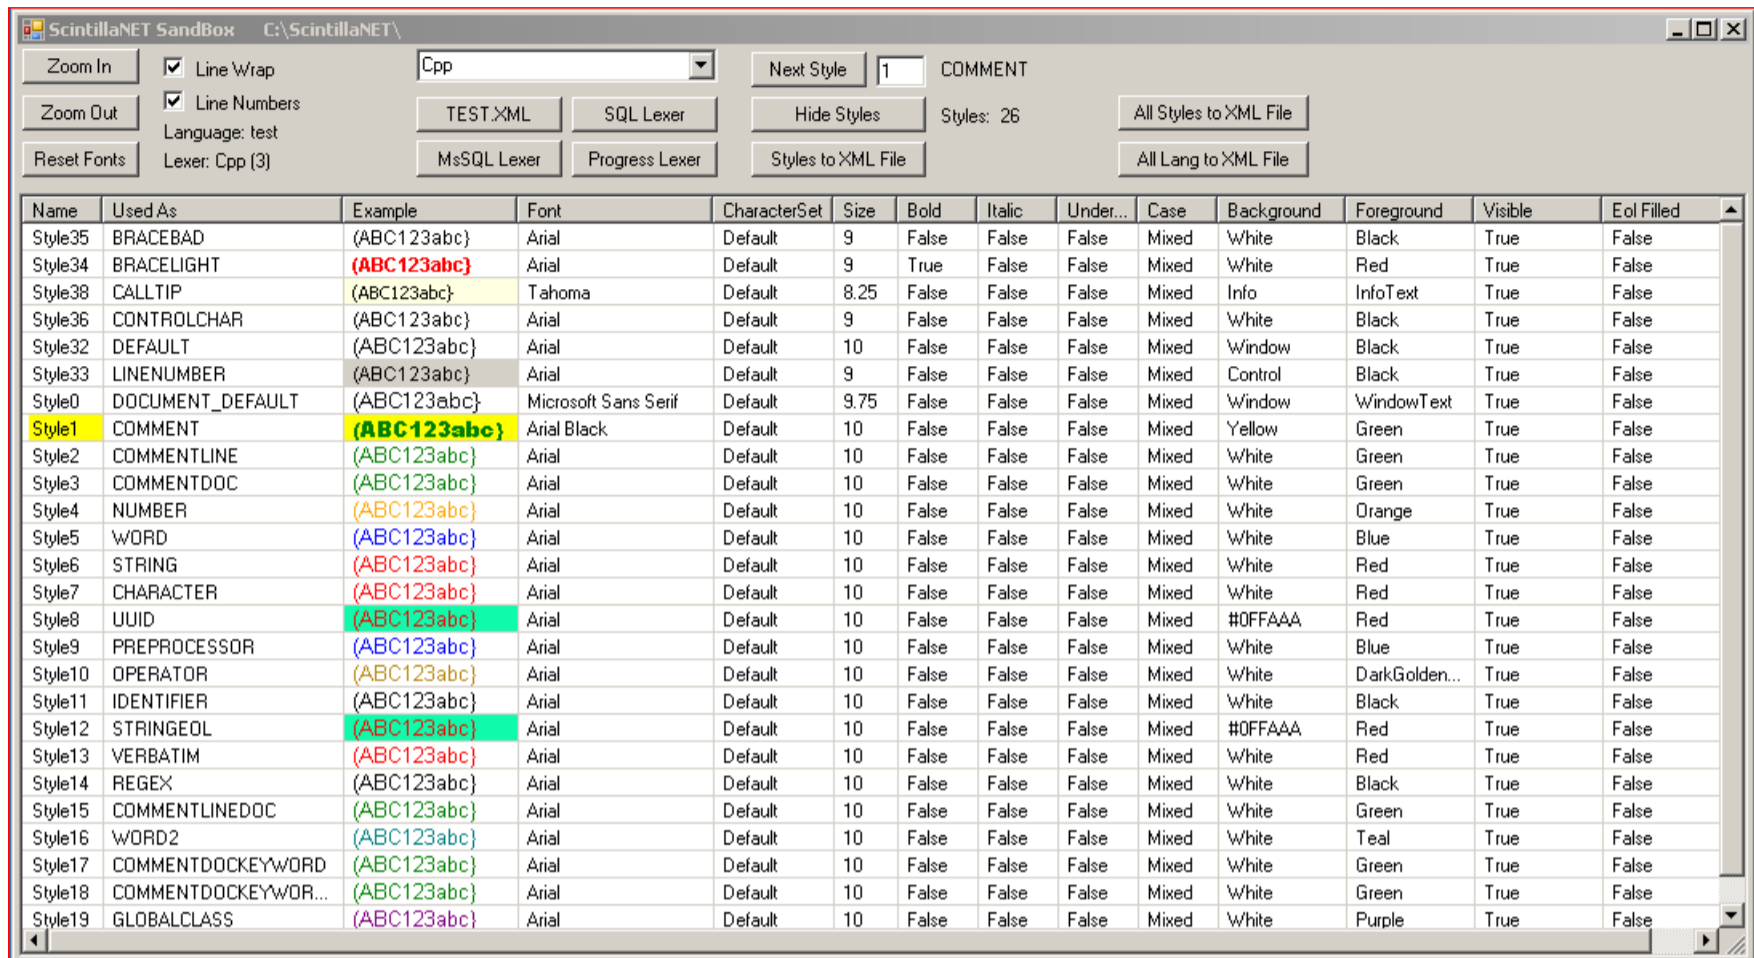 ScintillaNET SandBox C:\ScintillaNET\
Zoom In Line Wrap Cpp Next Style 1 COMMENT
Zoom Out Line Numbers TEST.XML SQL Lexer Hide Styles Styles: 26 All Styles to XML File
Language: test
Reset Fonts Lexer: Cpp (3) MsSQL Lexer Progress Lexer Styles to XML File All Lang to XML File
Name Used As Example Font CharacterSet Size Bold Italic Under... Case Background Foreground Visible Eol Filled
Style35 BRACEBAD (ABC123abc} Arial Default 9 False False False Mixed White Black True False
Style34 BRACELIGHT (ABC123abc} Arial Default 9 True False False Mixed White Red True False
Style38 CALLTIP (ABC123abc} Tahoma Default 8.25 False False False Mixed Info InfoText True False
Style36 CONTROLCHAR (ABC123abc} Arial Default 9 False False False Mixed White Black True False
Style32 DEFAULT (ABC123abc} Arial Default 10 False False False Mixed Window Black True False
Style33 LINENUMBER (ABC123abc} Arial Default 9 False False False Mixed Control Black True False
Style0 DOCUMENT_DEFAULT (ABC123abc} Microsoft Sans Serif Default 9.75 False False False Mixed Window WindowText True False
Style1 COMMENT (ABC123abc} Arial Black Default 10 False False False Mixed Yellow Green True False
Style2 COMMENTLINE (ABC123abc} Arial Default 10 False False False Mixed White Green True False
Style3 COMMENTDOC (ABC123abc} Arial Default 10 False False False Mixed White Green True False
Style4 NUMBER (ABC123abc} Arial Default 10 False False False Mixed White Orange True False
Style5 WORD (ABC123abc} Arial Default 10 False False False Mixed White Blue True False
Style6 STRING (ABC123abc} Arial Default 10 False False False Mixed White Red True False
Style7 CHARACTER (ABC123abc} Arial Default 10 False False False Mixed White Red True False
Style8 UUID (ABC123abc} Arial Default 10 False False False Mixed #0FFAAA Red True False
Style9 PREPROCESSOR (ABC123abc} Arial Default 10 False False False Mixed White Blue True False
Style10 OPERATOR (ABC123abc} Arial Default 10 False False False Mixed White DarkGolden... True False
Style11 IDENTIFIER (ABC123abc} Arial Default 10 False False False Mixed White Black True False
Style12 STRINGEOL (ABC123abc} Arial Default 10 False False False Mixed #0FFAAA Red True False
Style13 VERBATIM (ABC123abc} Arial Default 10 False False False Mixed White Red True False
Style14 REGEX (ABC123abc} Arial Default 10 False False False Mixed White Black True False
Style15 COMMENTLINEDOC (ABC123abc} Arial Default 10 False False False Mixed White Green True False
Style16 WORD2 (ABC123abc} Arial Default 10 False False False Mixed White Teal True False
Style17 COMMENTDOCKEYWORD (ABC123abc} Arial Default 10 False False False Mixed White Green True False
Style18 COMMENTDOCKEYWOR... (ABC123abc} Arial Default 10 False False False Mixed White Green True False
Style19 GLOBALCLASS (ABC123abc} Arial Default 10 False False False Mixed White Purple True False